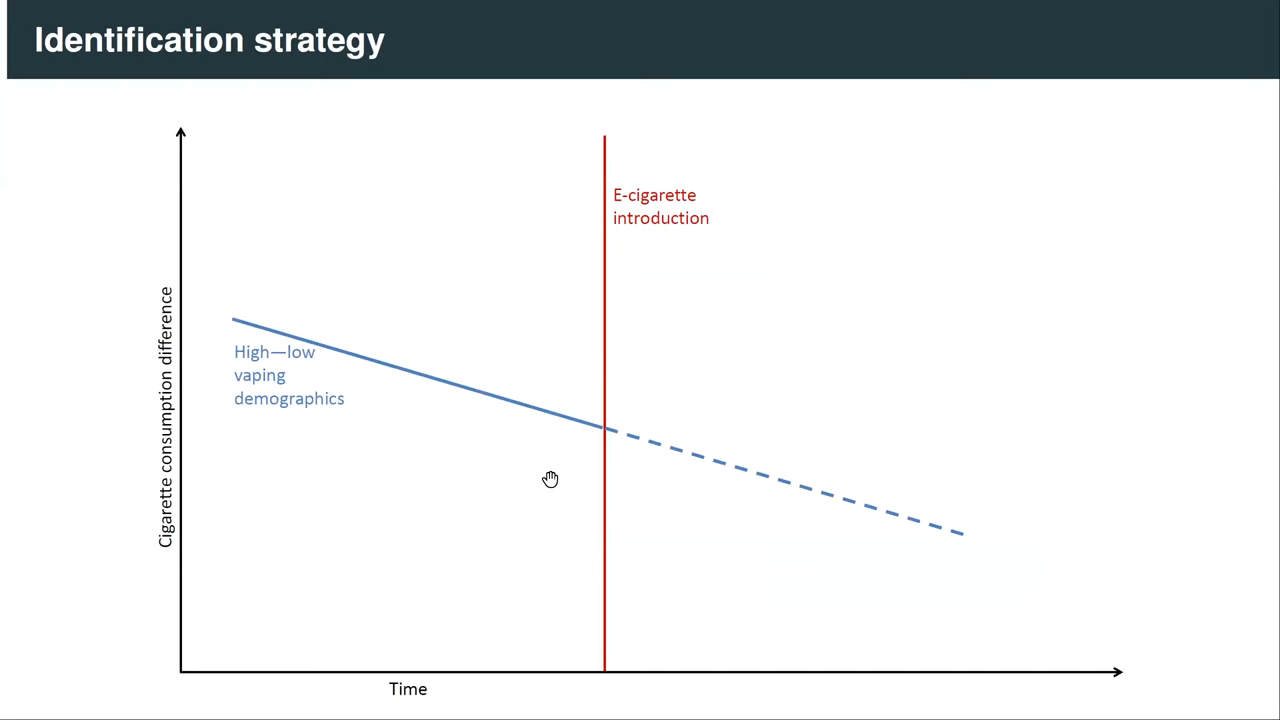 Identification strategy
E-cigarette
introduction
High—low
vaping
demographics
Cigarette consumption difference
Time